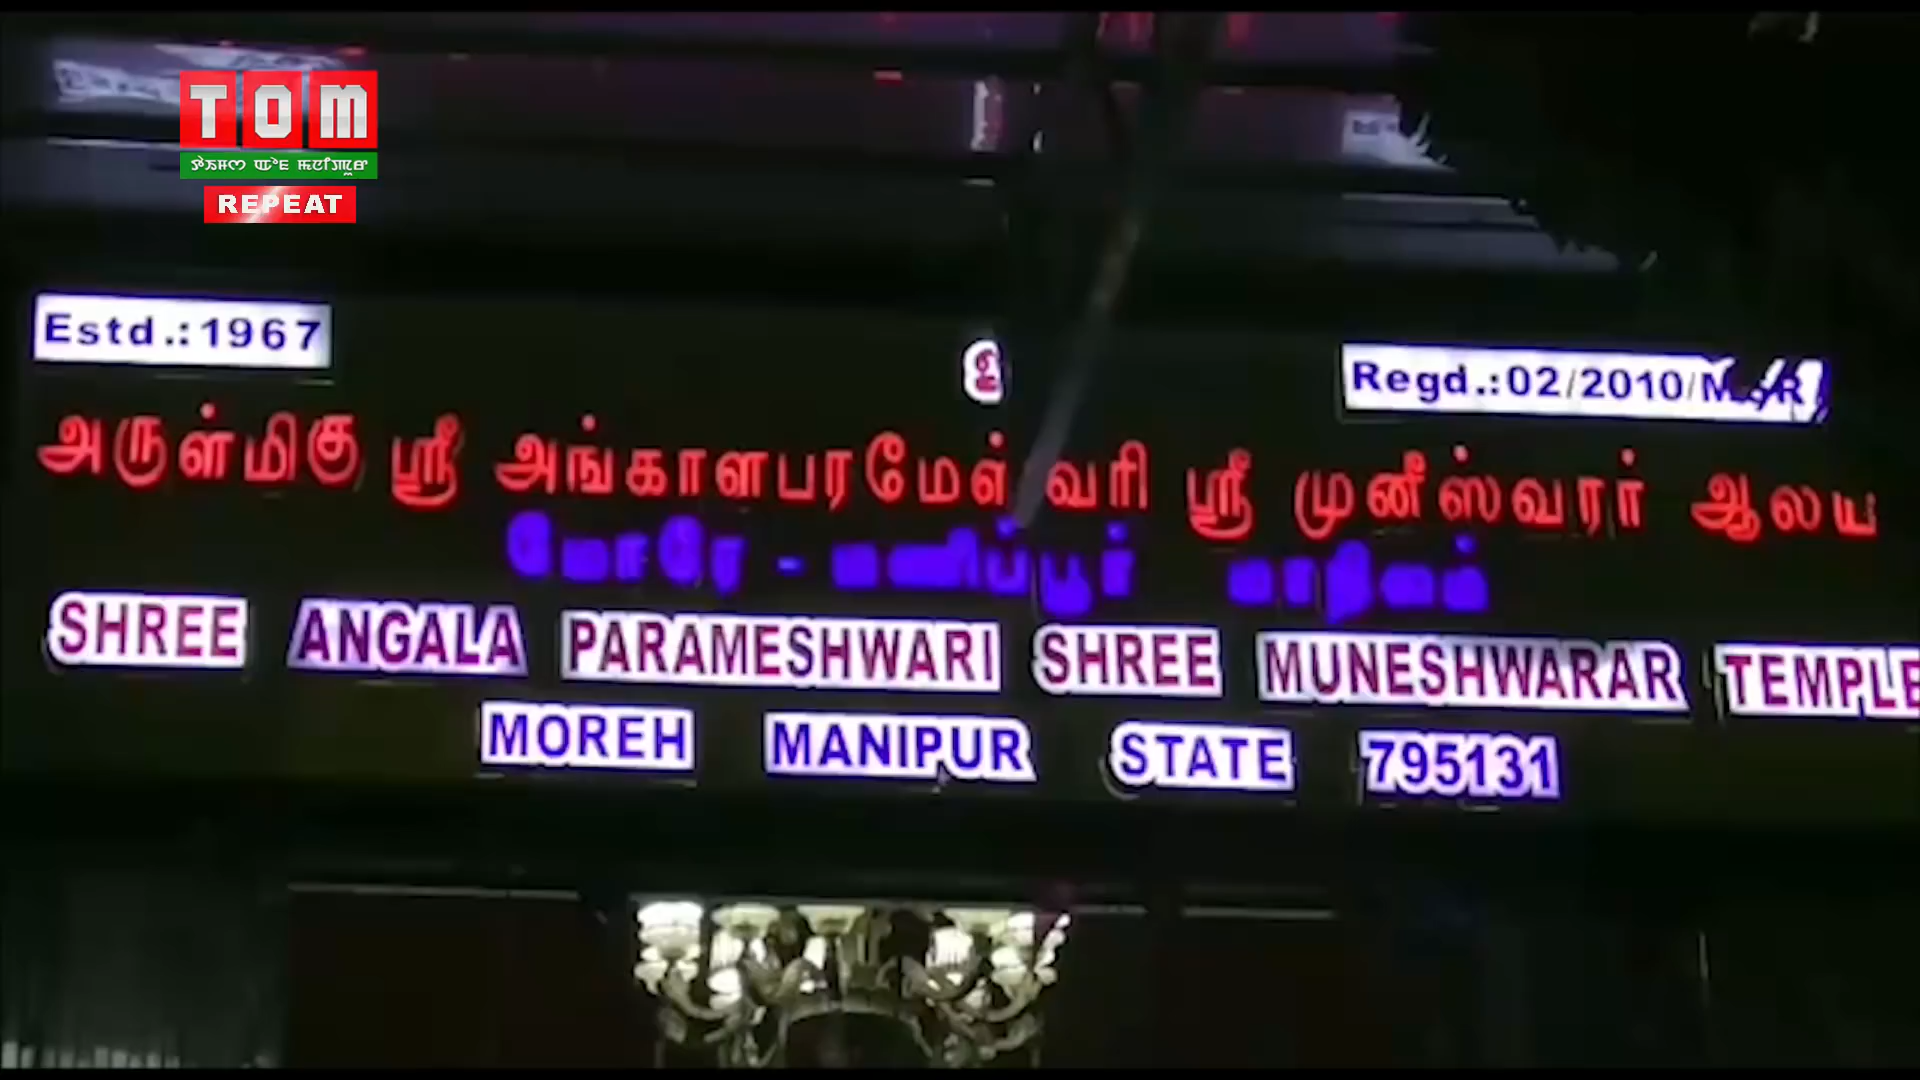 TOM
REPEAT
Estd.:1967
உ
Regd.:02/2010/
அருள்மிகு ஸ்ரீ அங்காளபரமேஸ்வரி ஸ்ரீ முனீஸ்வரர் ஆலய
மோரே - மணிப்பூர் மாநிலம்
SHREE ANGALA PARAMESHWARI SHREE MUNESHWARAR TEMPLE
MOREH MANIPUR STATE 795131